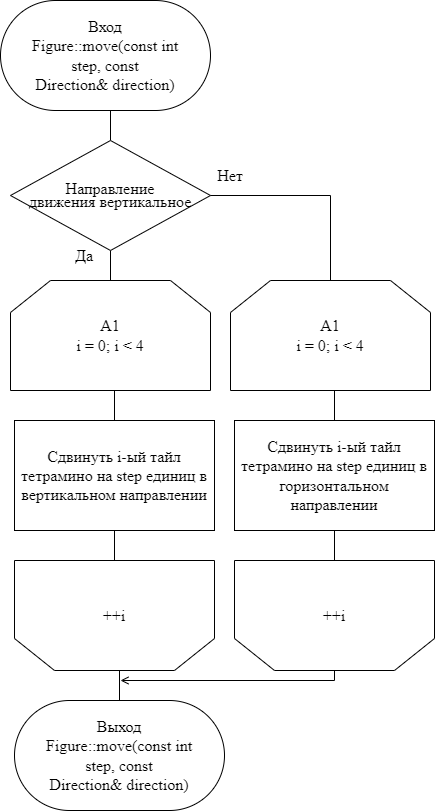 Вход
Figure::move(const int
step, const
Direction& direction)
Направление
движения вертикальное
Нет
Да
A1
i = 0; i < 4
A1
i = 0; i < 4
Сдвинуть i-ый тайл
тетрамино на step единиц в
вертикальном направлении
Сдвинуть i-ый тайл
тетрамино на step единиц в
горизонтальном
направлении
++i
++i
Выход
Figure::move(const int
step, const
Direction& direction)